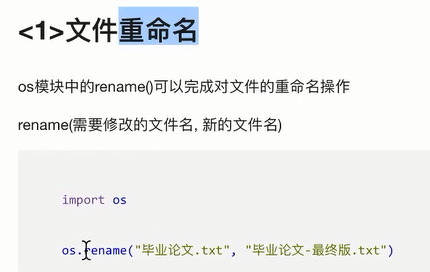 <1>文件重命名
os模块中的rename()可以完成对文件的重命名操作
rename(需要修改的文件名, 新的文件名)
import os
os.rename("毕业论文.txt", "毕业论文-最终版.txt")